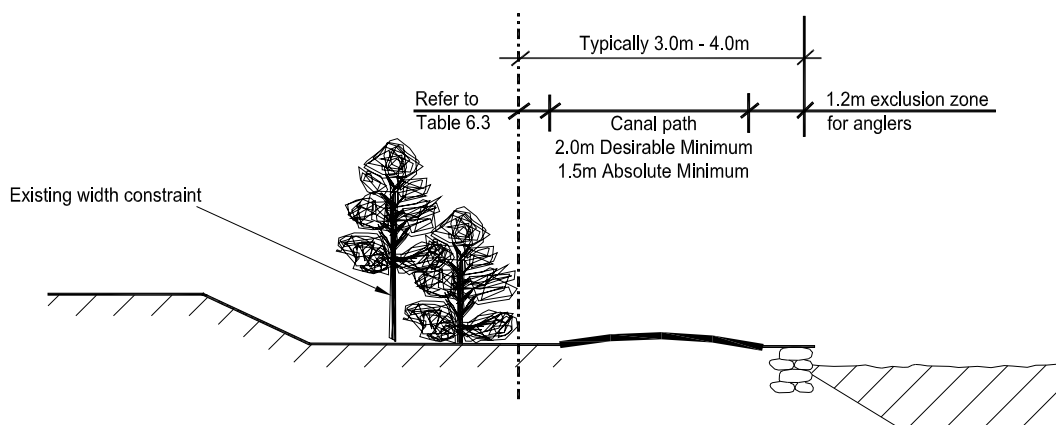 Typically 3.0m - 4.0m
Refer to
Table 6.3
Canal path
2.0m Desirable Minimum
1.5m Absolute Minimum
1.2m exclusion zone
for anglers
Existing width constraint